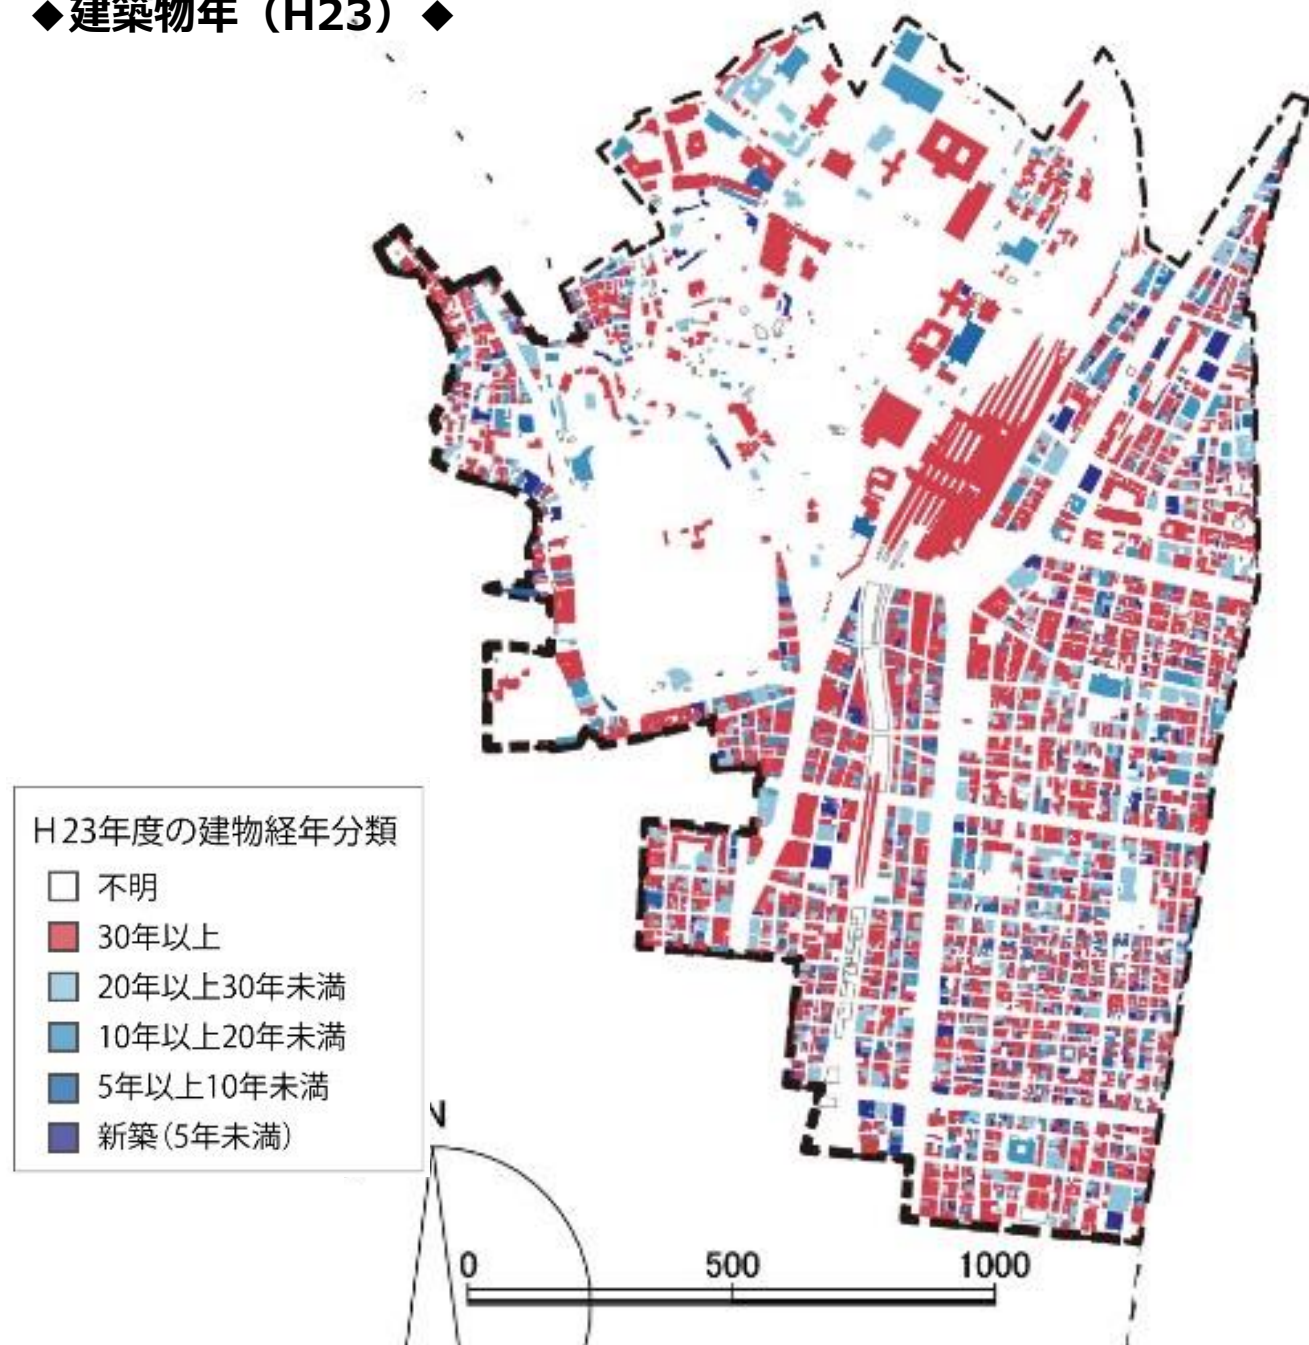 ◆建築物年（H23）◆
H23年度の建物経年分類
不明
30年以上
20年以上30年未満
10年以上20年未満
5年以上10年未満
新築（5年未満）
N
0 500 1000